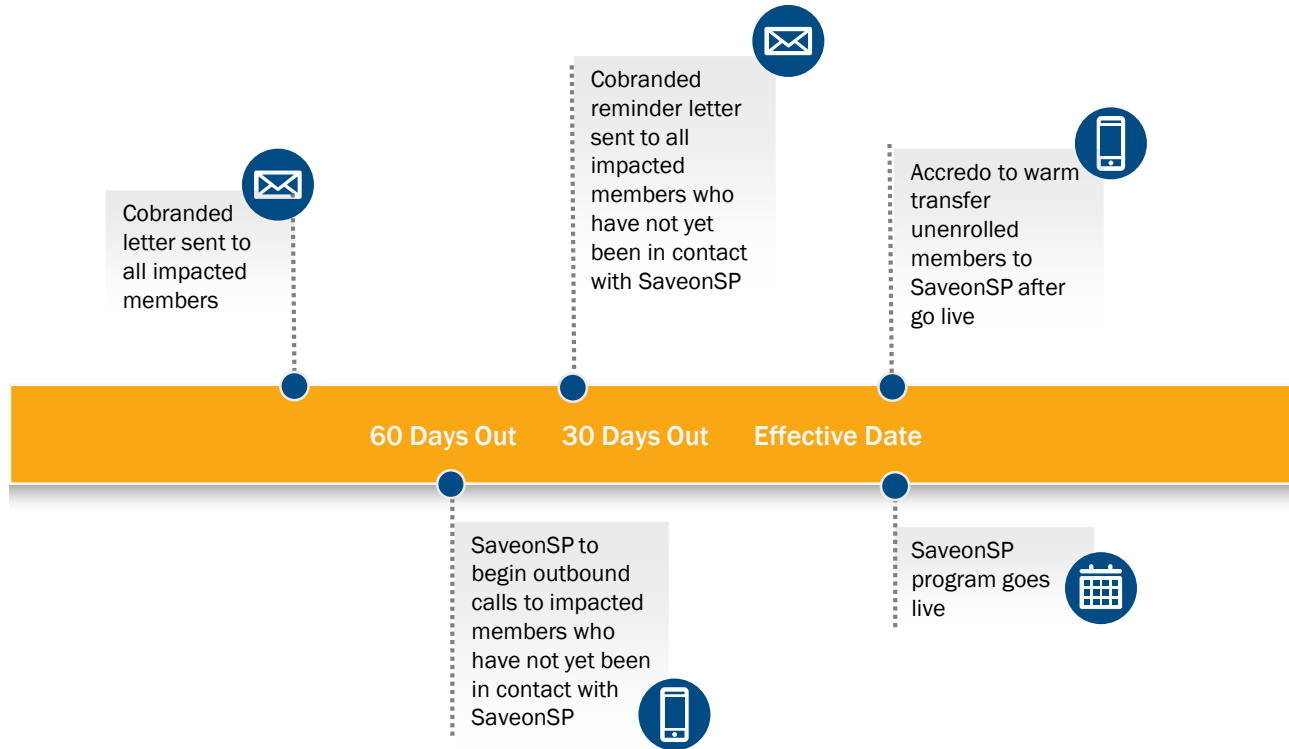 Cobranded
letter sent to
all impacted
members
Cobranded
reminder letter
sent to all
impacted
members who
have not yet
been in contact
with SaveonSP
Accredo to warm
transfer
unenrolled
members to
SaveonSP after
go live
60 Days Out
30 Days Out
Effective Date
SaveonSP to
begin outbound
calls to impacted
members who
have not yet been
in contact with
SaveonSP
SaveonSP
program goes
live